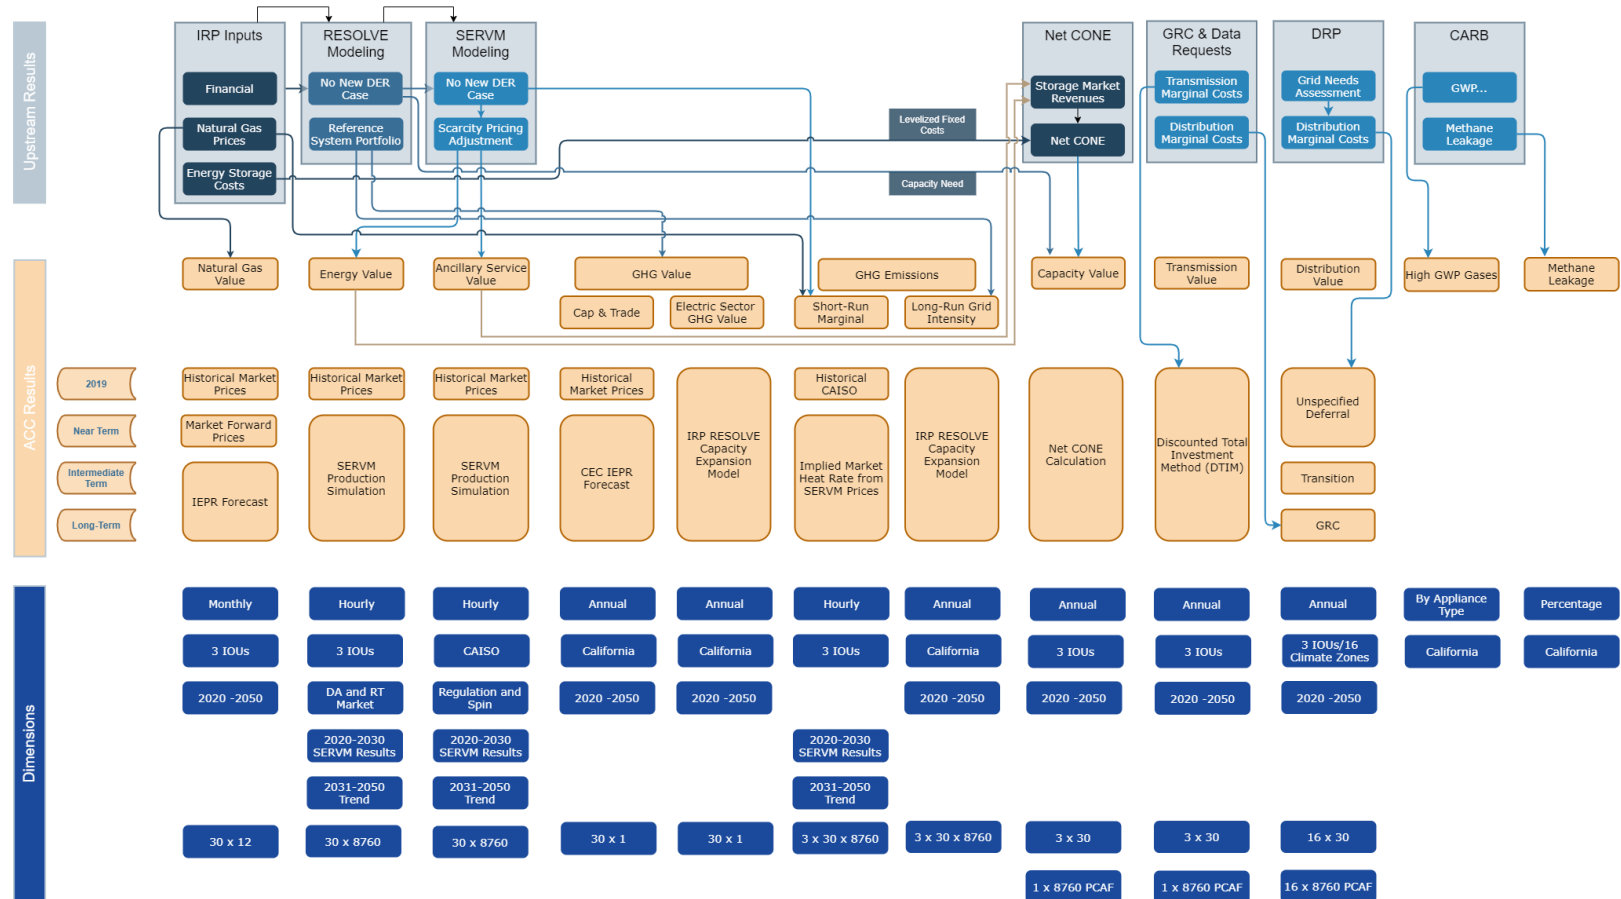 Upstream Results
IRP Inputs
RESOLVE
Modeling
SERVM
Modeling
Net CONE
GRC & Data
Requests
DRP
CARB
Financial
Natural Gas
Prices
Energy Storage
Costs
No New DER
Case
Reference
System Portfolio
No New DER
Case
Scarcity Pricing
Adjustment
Levelized Fixed
Costs
Capacity Need
Storage Market
Revenues
Net CONE
Transmission
Marginal Costs
Distribution
Marginal Costs
Grid Needs
Assessment
Distribution
Marginal Costs
GWP...
Methane
Leakage
ACC Results
Natural Gas
Value
Energy Value
Ancillary Service
Value
GHG Value
Cap & Trade
Electric Sector
GHG Value
GHG Emissions
Short-Run
Marginal
Long-Run Grid
Intensity
Capacity Value
Transmission
Value
Distribution
Value
High GWP Gases
Methane
Leakage
2019
Near Term
Intermediate
Term
Long-Term
Historical Market
Prices
Market Forward
Prices
IEPR Forecast
Historical Market
Prices
SERVM
Production
Simulation
Historical Market
Prices
SERVM
Production
Simulation
Historical
Market Prices
CEC IEPR
Forecast
IRP RESOLVE
Capacity
Expansion
Model
Historical
CAISO
Implied Market
Heat Rate from
SERVM Prices
IRP RESOLVE
Capacity
Expansion
Model
Net CONE
Calculation
Discounted Total
Investment
Method (DTIM)
Unspecified
Deferral
Transition
GRC
Dimensions
Monthly
Hourly
Hourly
Annual
Annual
Hourly
Annual
Annual
Annual
Annual
By Appliance
Type
Percentage
3 IOUs
3 IOUs
CAISO
California
California
3 IOUs
California
3 IOUs
3 IOUs
3 IOUs/16
Climate Zones
California
California
2020 -2050
DA and RT
Market
Regulation and
Spin
2020 -2050
2020 -2050
2020 -2050
2020 -2050
2020 -2050
2020 -2050
2020-2030
SERVM Results
2020-2030
SERVM Results
2020-2030
SERVM Results
2031-2050
Trend
2031-2050
Trend
2031-2050
Trend
30 x 12
30 x 8760
30 x 8760
30 x 1
30 x 1
3 x 30 x 8760
3 x 30 x 8760
3 x 30
3 x 30
16 x 30
1 x 8760 PCAF
1 x 8760 PCAF
16 x 8760 PCAF